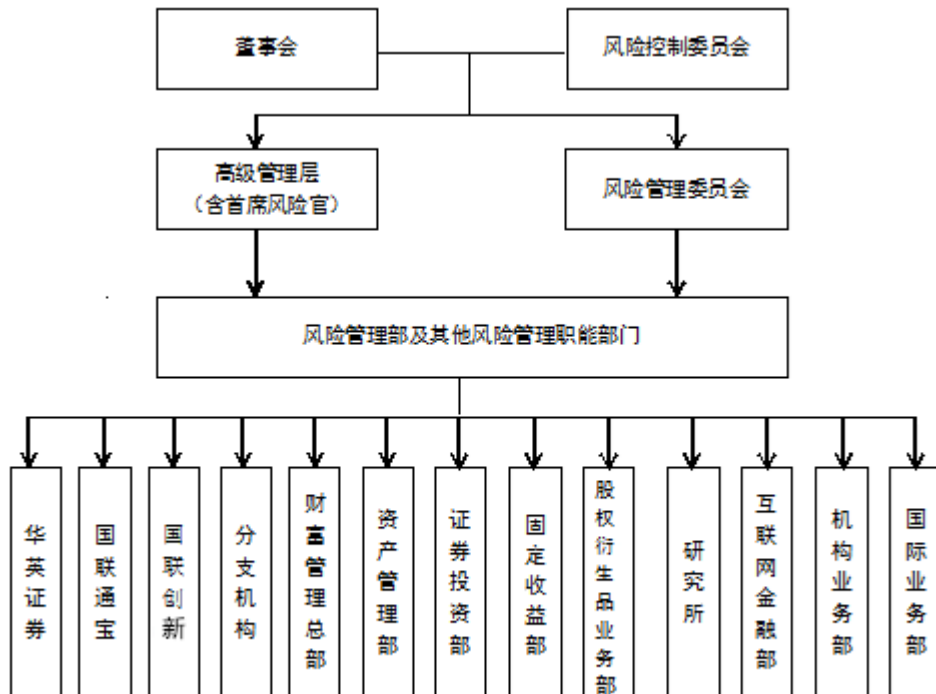 董事会
风险控制委员会
高级管理层
（含首席风险官）
风险管理委员会
风险管理部及其他风险管理职能部门
华英证券
国联通宝
国联创新
分支机构
财富管理总部
资产管理部
证券投资部
固定收益部
股权衍生品业务部
研究所
互联网金融部
机构业务部
国际业务部